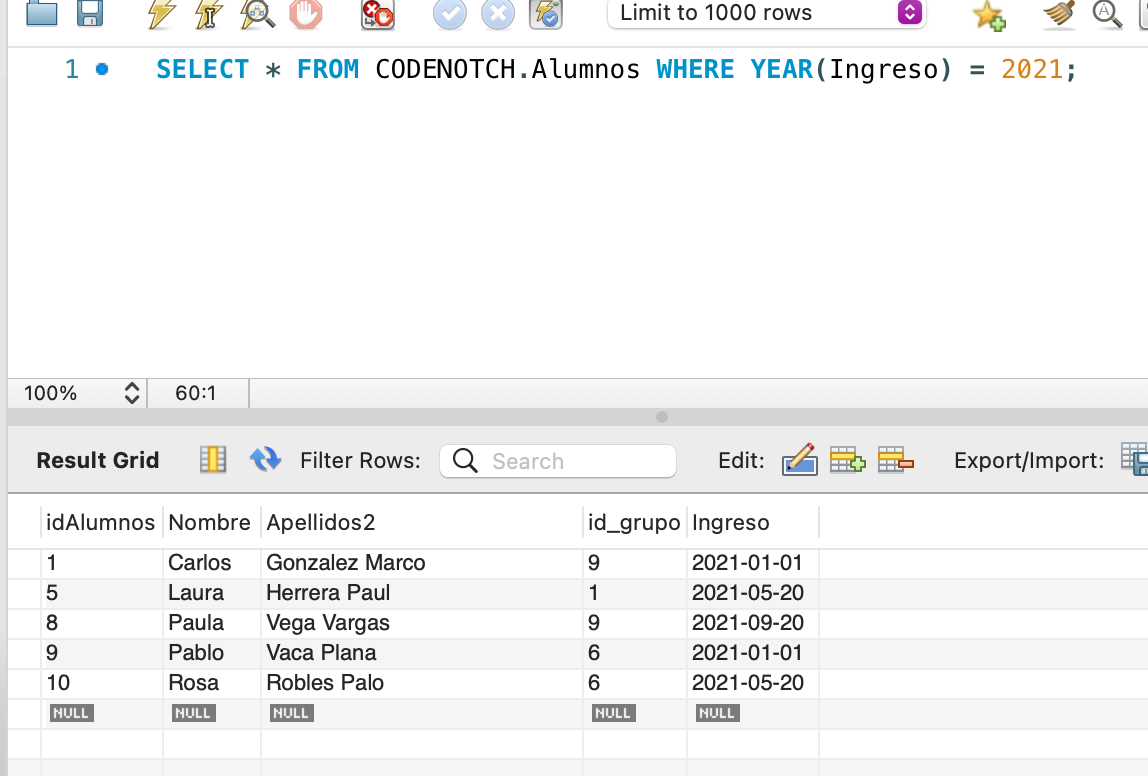 Limit to 1000 rows
1 SELECT * FROM CODENOTCH.Alumnos WHERE YEAR(Ingreso) = 2021;
100% 60:1
Result Grid Filter Rows: Search Edit: Export/Import:
idAlumnos Nombre Apellidos2 id_grupo Ingreso
1 Carlos Gonzalez Marco 9 2021-01-01
5 Laura Herrera Paul 1 2021-05-20
8 Paula Vega Vargas 9 2021-09-20
9 Pablo Vaca Plana 6 2021-01-01
10 Rosa Robles Palo 6 2021-05-20
NULL NULL NULL NULL NULL